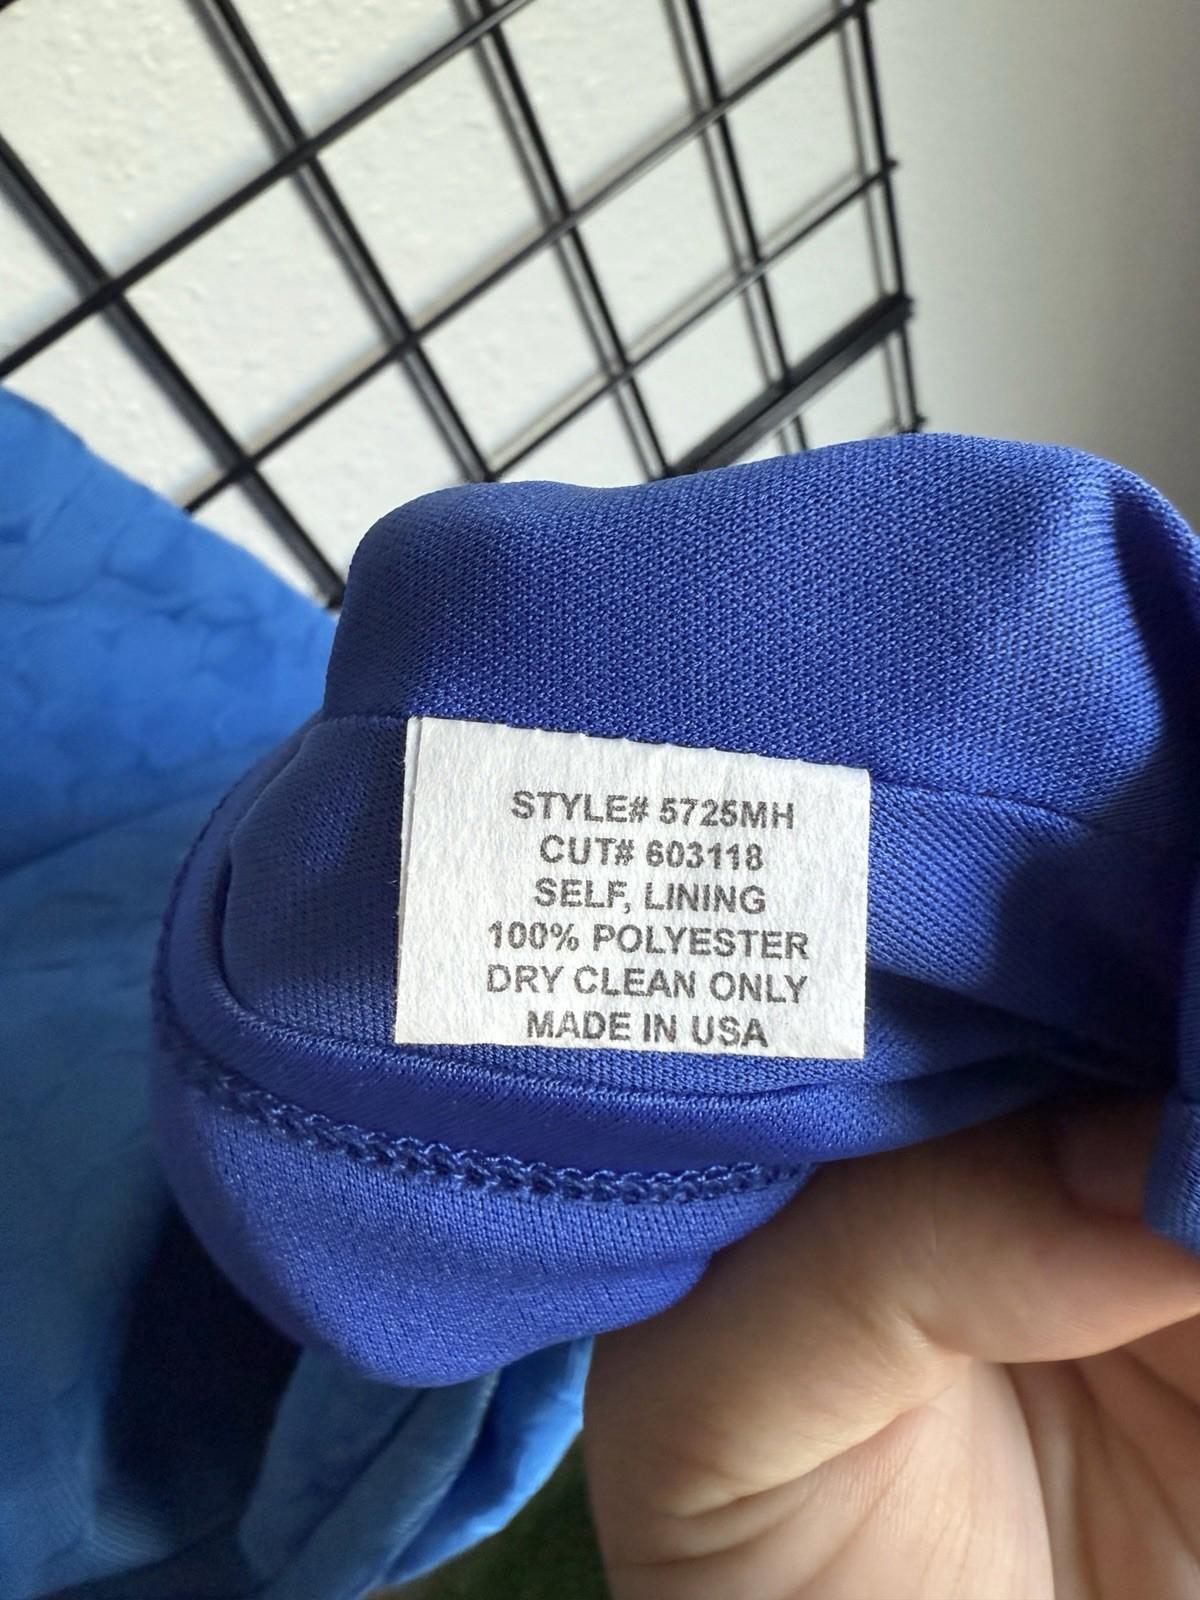 STYLE# 5725MH
CUT# 603118
SELF, LINING
100% POLYESTER
DRY CLEAN ONLY
MADE IN USA